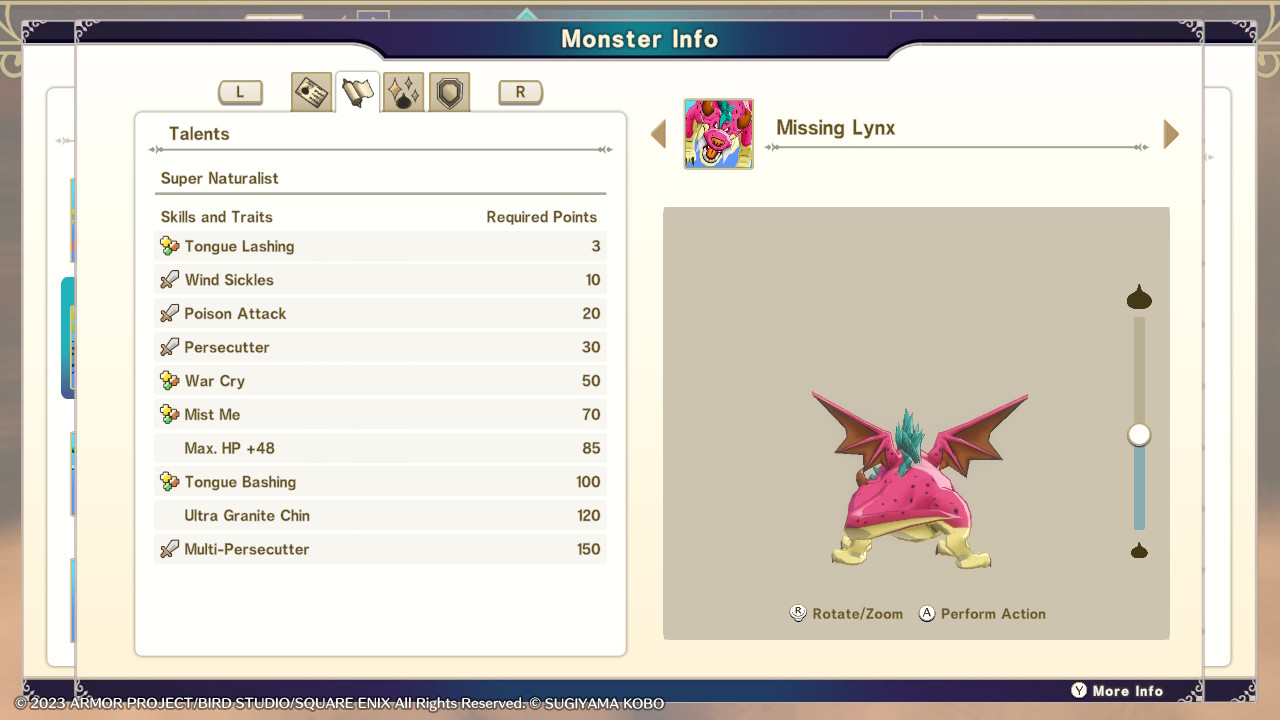 Monster Info
L
R
Talents
Super Naturalist
Skills and Traits Required Points
Tongue Lashing 3
Wind Sickles 10
Poison Attack 20
Persecutter 30
War Cry 50
Mist Me 70
Max. HP +48 85
Tongue Bashing 100
Ultra Granite Chin 120
Multi-Persecutter 150
Missing Lynx
R Rotate/Zoom A Perform Action
Y More Info
© 2023 ARMOR PROJECT/BIRD STUDIO/SQUARE ENIX All Rights Reserved. © SUGIYAMA KOBO